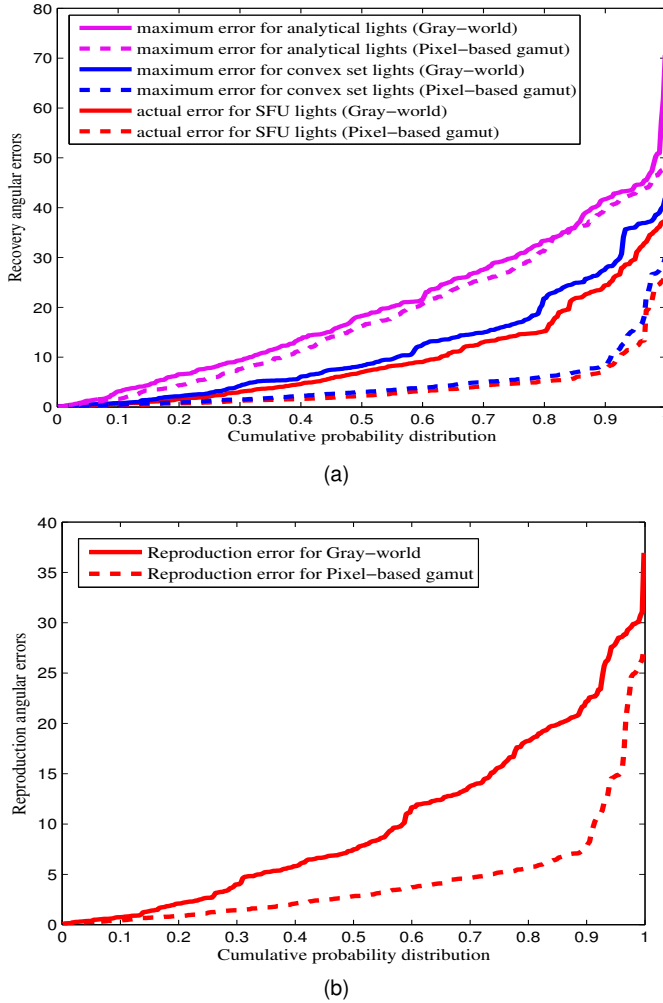 80
70
60
50
40
30
20
10
0
Recovery angular errors
maximum error for analytical lights (Gray−world)
maximum error for analytical lights (Pixel−based gamut)
maximum error for convex set lights (Gray−world)
maximum error for convex set lights (Pixel−based gamut)
actual error for SFU lights (Gray−world)
actual error for SFU lights (Pixel−based gamut)
0 0.1 0.2 0.3 0.4 0.5 0.6 0.7 0.8 0.9
Cumulative probability distribution
(a)
40
35
30
25
20
15
10
5
0
Reproduction angular errors
Reproduction error for Gray−world
Reproduction error for Pixel−based gamut
0 0.1 0.2 0.3 0.4 0.5 0.6 0.7 0.8 0.9 1
Cumulative probability distribution
(b)